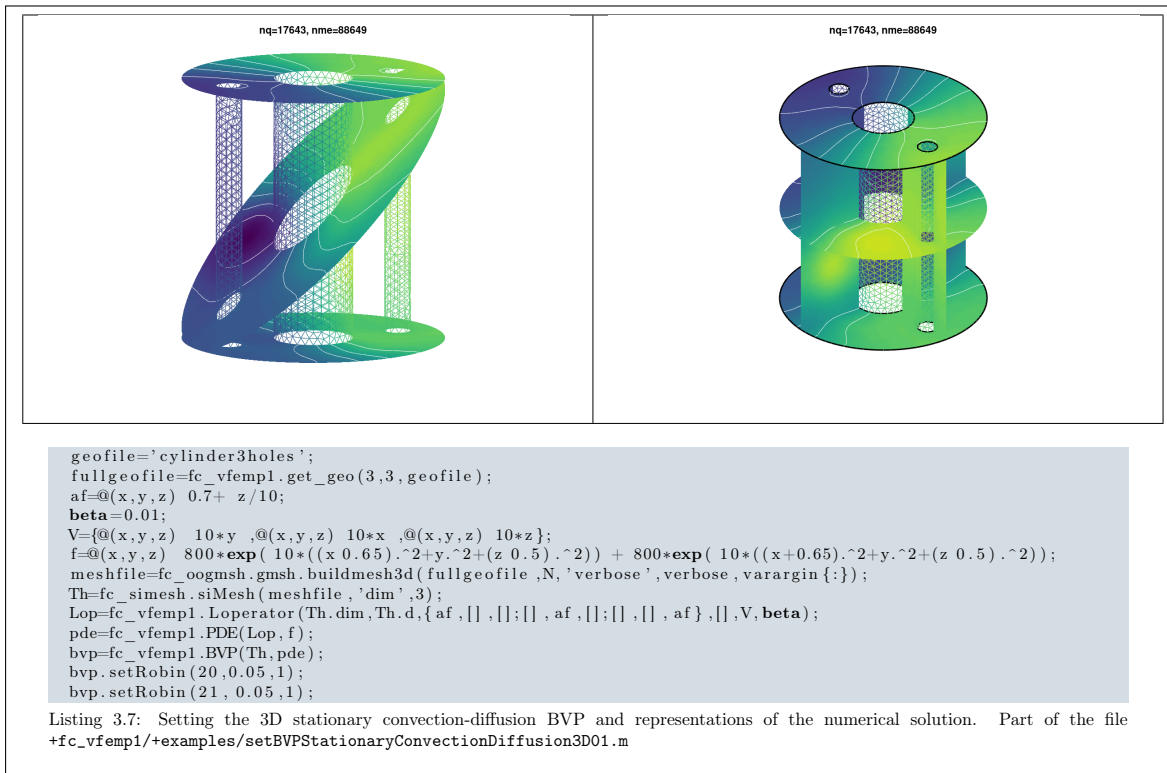 nq=17643, nme=88649
nq=17643, nme=88649
geofile='cylinder3holes';
fullgeofile=fc_vfemp1.get_geo(3,3,geofile);
af=@(x,y,z) 0.7+ z/10;
beta=0.01;
V={@(x,y,z) 10*y ,@(x,y,z) 10*x ,@(x,y,z) 10*z};
f=@(x,y,z) 800*exp( 10*((x 0.65).^2+y.^2+(z 0.5).^2)) + 800*exp( 10*((x+0.65).^2+y.^2+(z 0.5).^2));
meshfile=fc_oogmsh.gmsh.buildmesh3d(fullgeofile,N,'verbose',verbose,varargin{:});
Th=fc_simesh.siMesh(meshfile,'dim',3);
Lop=fc_vfemp1.Loperator(Th.dim,Th.d,{af,[],[];[],af,[];[],[],af},[],V,beta);
pde=fc_vfemp1.PDE(Lop,f);
bvp=fc_vfemp1.BVP(Th,pde);
bvp.setRobin(20,0.05,1);
bvp.setRobin(21, 0.05,1);
Listing 3.7: Setting the 3D stationary convection-diffusion BVP and representations of the numerical solution. Part of the file
+fc_vfemp1/+examples/setBVPStationaryConvectionDiffusion3D01.m